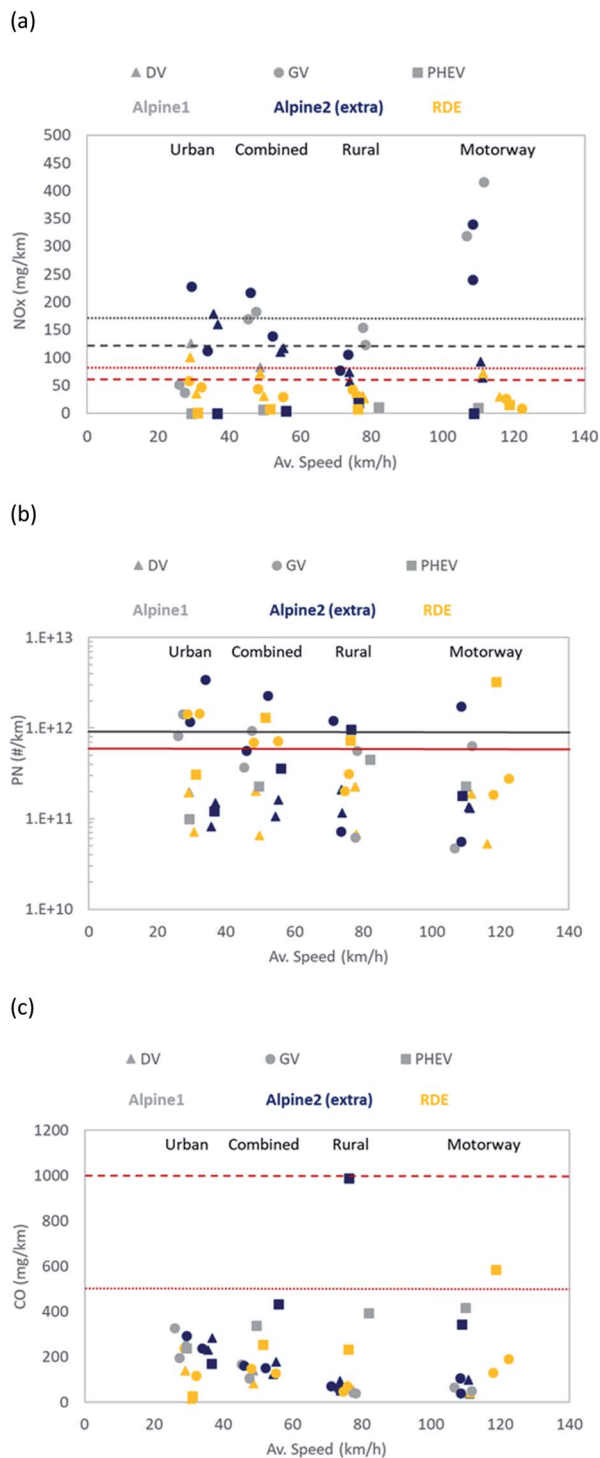 (a)
DV GV PHEV
Alpine1 Alpine2 (extra) RDE
Urban Combined Rural Motorway
500
450
400
350
300
250
200
150
100
50
0
NOx (mg/km)
0 20 40 60 80 100 120 140
Av. Speed (km/h)
(b)
DV GV PHEV
Alpine1 Alpine2 (extra) RDE
Urban Combined Rural Motorway
1.E+13
1.E+12
1.E+11
1.E+10
PN (#/km)
0 20 40 60 80 100 120 140
Av. Speed (km/h)
(c)
DV GV PHEV
Alpine1 Alpine2 (extra) RDE
Urban Combined Rural Motorway
1200
1000
800
600
400
200
0
CO (mg/km)
0 20 40 60 80 100 120 140
Av. Speed (km/h)